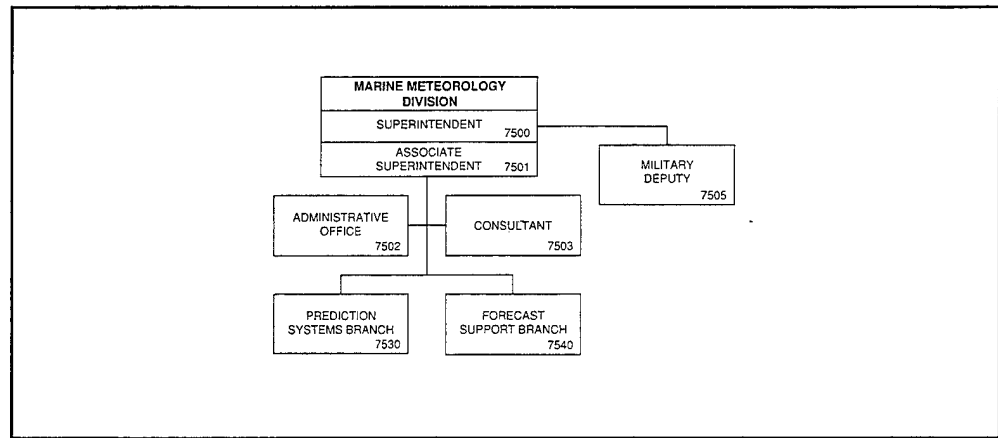 MARINE METEOROLOGY
DIVISION
SUPERINTENDENT
7500
ASSOCIATE
SUPERINTENDENT
7501
MILITARY
DEPUTY
7505
ADMINISTRATIVE
OFFICE
7502
CONSULTANT
7503
PREDICTION
SYSTEMS BRANCH
7530
FORECAST
SUPPORT BRANCH
7540